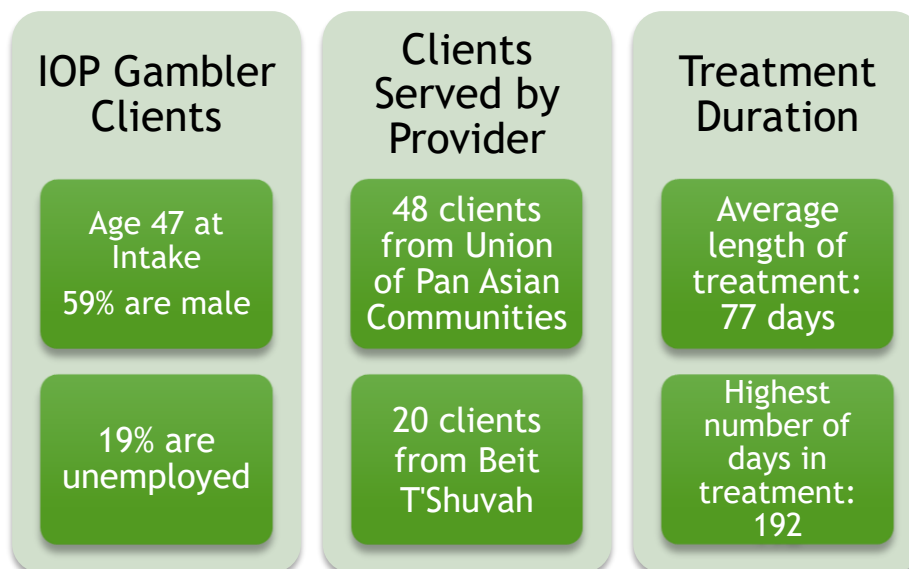 IOP Gambler
Clients
Age 47 at
Intake
59% are male
19% are
unemployed
Clients
Served by
Provider
48 clients
from Union
of Pan Asian
Communities
20 clients
from Beit
T'Shuvah
Treatment
Duration
Average
length of
treatment:
77 days
Highest
number of
days in
treatment:
192